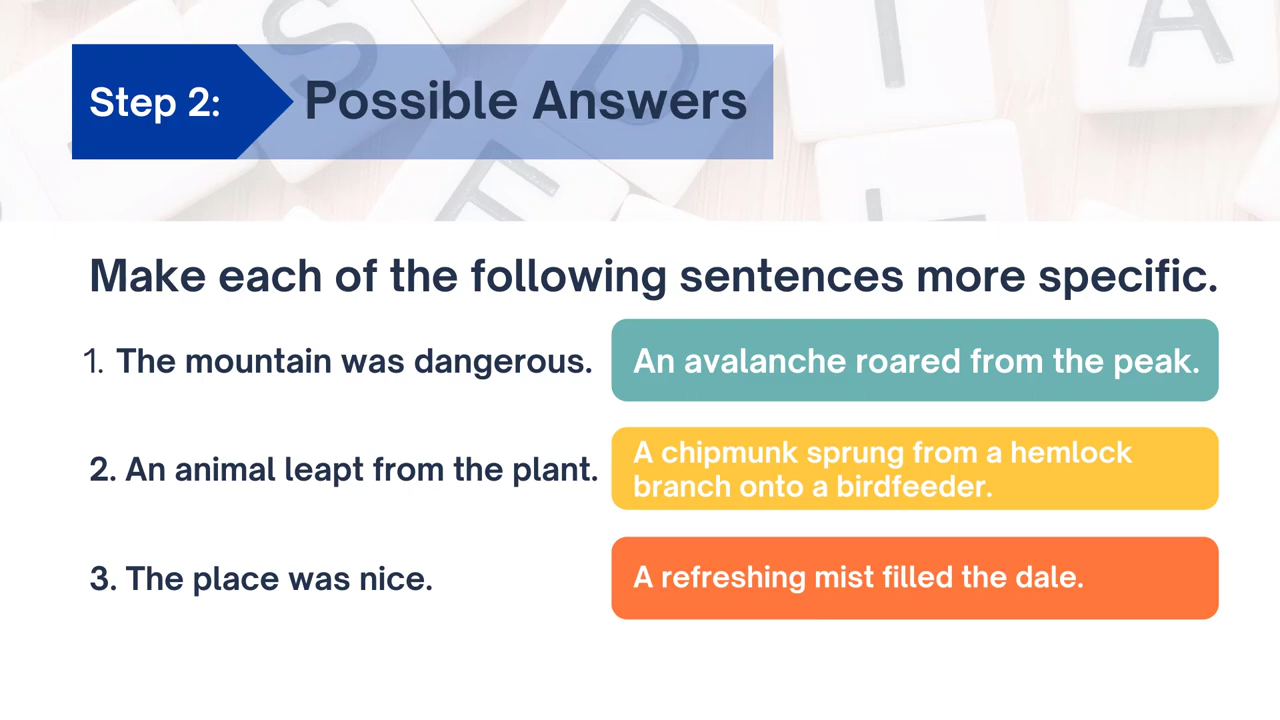 Step 2: Possible Answers
Make each of the following sentences more specific.
1. The mountain was dangerous.
An avalanche roared from the peak.
2. An animal leapt from the plant.
A chipmunk sprung from a hemlock
branch onto a birdfeeder.
3. The place was nice.
A refreshing mist filled the dale.